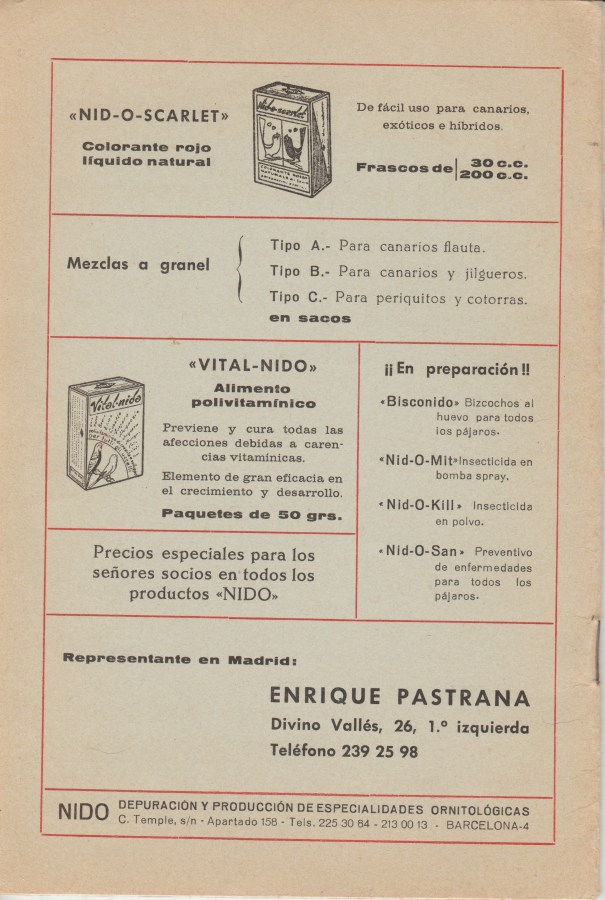 «NID-O-SCARLET»
Colorante rojo
líquido natural
nid-o-scarlet
De fácil uso para canarios,
exóticos e híbridos.
Frascos de 30 c.c.
200 c.c.
Mezclas a granel
Tipo A.- Para canarios flauta.
Tipo B.- Para canarios y jilgueros.
Tipo C.- Para periquitos y cotorras.
en sacos
Vital-nido
«VITAL-NIDO»
Alimento
polivitamínico
Previene y cura todas las
afecciones debidas a caren-
cias vitamínicas.
Elemento de gran eficacia en
el crecimiento y desarrollo.
Paquetes de 50 grs.
¡¡En preparación!!
«Bisconido» Bizcochos al
huevo para todos
los pájaros.
«Nid-O-Mit» Insecticida en
bomba spray.
«Nid-O-Kill» Insecticida
en polvo.
«Nid-O-San» Preventivo
de enfermedades
para todos los
pájaros.
Precios especiales para los
señores socios en todos los
productos «NIDO»
Representante en Madrid:
ENRIQUE PASTRANA
Divino Vallés, 26, 1.º izquierda
Teléfono 239 25 98
NIDO DEPURACIÓN Y PRODUCCIÓN DE ESPECIALIDADES ORNITOLÓGICAS
C. Temple, s/n - Apartado 158 - Tels. 225 30 84 - 213 00 13 - BARCELONA-4